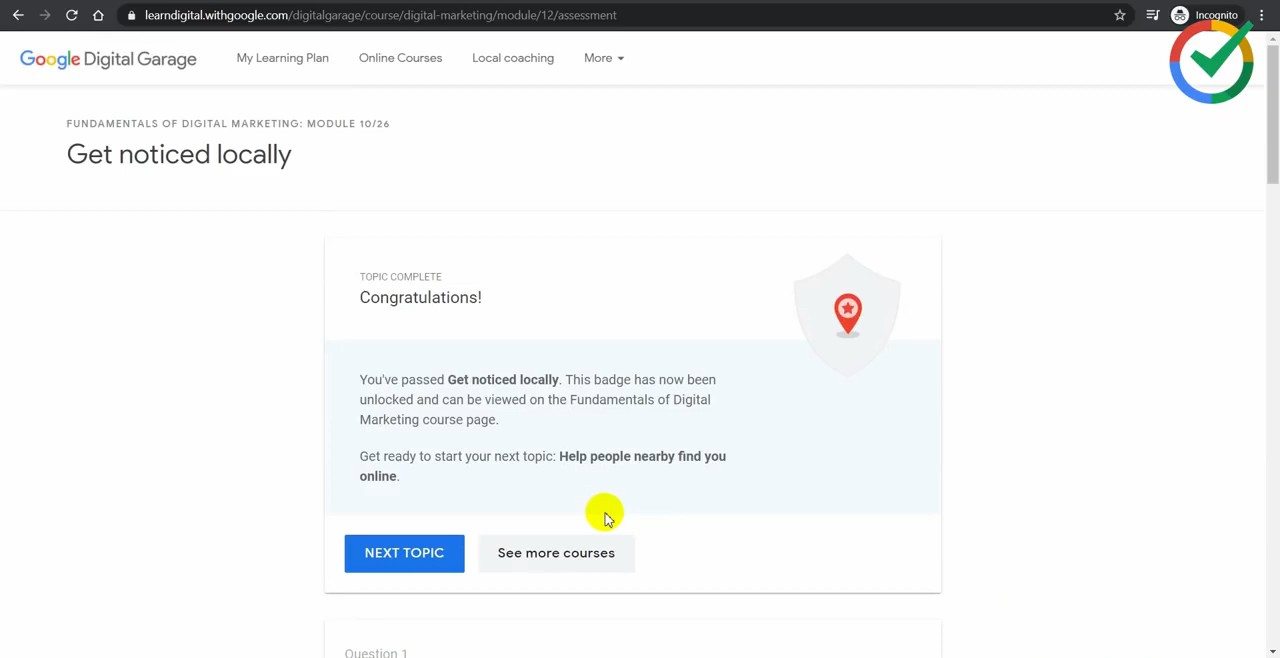 learndigital.withgoogle.com/digitalgarage/course/digital-marketing/module/12/assessment
Incognito
Google Digital Garage
My Learning Plan
Online Courses
Local coaching
More
FUNDAMENTALS OF DIGITAL MARKETING: MODULE 10/26
Get noticed locally
TOPIC COMPLETE
Congratulations!
You've passed Get noticed locally. This badge has now been
unlocked and can be viewed on the Fundamentals of Digital
Marketing course page.
Get ready to start your next topic: Help people nearby find you
online.
NEXT TOPIC
See more courses
Question 1